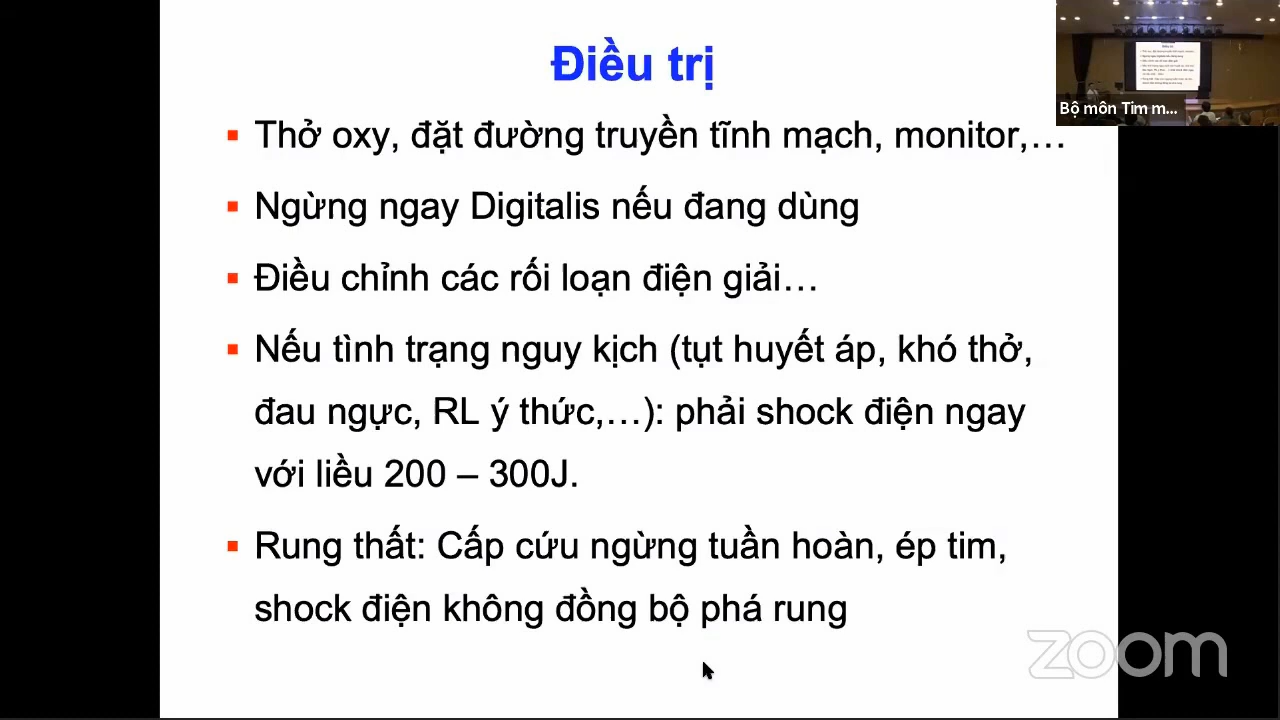 Điều trị
▪ Thở oxy, đặt đường truyền tĩnh mạch, monitor,…
▪ Ngừng ngay Digitalis nếu đang dùng
▪ Điều chỉnh các rối loạn điện giải…
▪ Nếu tình trạng nguy kịch (tụt huyết áp, khó thở,
đau ngực, RL ý thức,…): phải shock điện ngay
với liều 200 – 300J.
▪ Rung thất: Cấp cứu ngừng tuần hoàn, ép tim,
shock điện không đồng bộ phá rung
Bộ môn Tim m...
zoom